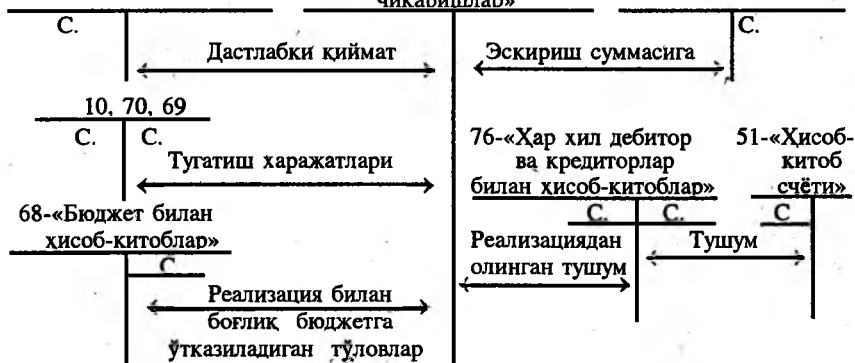 чиқаришлар»
С.
С.
Дастлабки қиймат
Эскириш суммасига
10, 70, 69
С. С.
Тугатиш харажатлари
76-«Ҳар хил дебитор
ва кредиторлар
билан ҳисоб-китоблар»
51-«Ҳисоб-
китоб
счёти»
С. С.
С
68-«Бюджет билан
ҳисоб-китоблар»
С
Реализациядан
олинган тушум
Тушум
Реализация билан
боғлиқ бюджетга
ўтказиладиган тўловлар